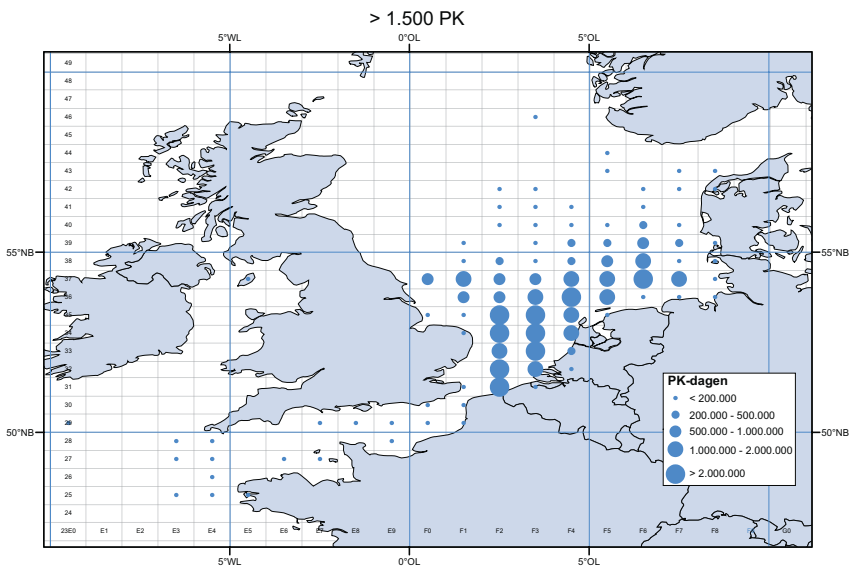 > 1.500 PK
5°WL 0°OL 5°OL
49
48
47
46
45
44
43
42
41
40
39
55°NB 55°NB
38
37
36
35
34
33
32
31
30
29
50°NB 50°NB
28
27
26
25
24
23E0 E1 E2 E3 E4 E5 E6 E7 E8 E9 F0 F1 F2 F3 F4 F5 F6 F7 F8 G0
5°WL 0°OL 5°OL
PK-dagen
< 200.000
200.000 - 500.000
500.000 - 1.000.000
1.000.000 - 2.000.000
> 2.000.000